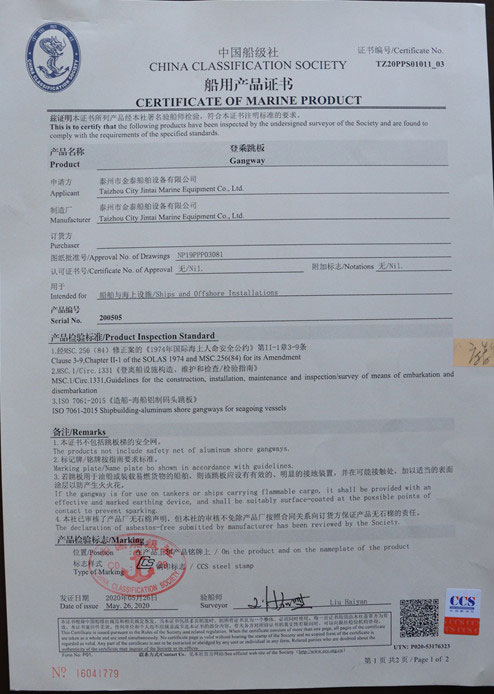 中国船级社
CHINA CLASSIFICATION SOCIETY
证书编号/Certificate No.
TZ20PPS01011_03
船用产品证书
CERTIFICATE OF MARINE PRODUCT
兹证明本证书所列产品经本社署名验船师检验，符合本证书注明标准的要求。
This is to certify that the following products have been inspected by the undersigned surveyor of the Society and are found to
comply with the requirements of the specified standards.
产品名称 登乘跳板
Product Gangway
申请方 泰州市金泰船舶设备有限公司
Applicant Taizhou City Jintai Marine Equipment Co., Ltd.
制造厂 泰州市金泰船舶设备有限公司
Manufacturer Taizhou City Jintai Marine Equipment Co., Ltd.
订货方
Purchaser
图纸批准号/Approval No. of Drawings NP19PPP03081
认可证书号/Certificate No. of Approval 无/Nil. 附加标志/Notations 无/Nil.
用于
Intended for 船舶与海上设施/Ships and Offshore Installations
产品编号
Serial No. 200505
产品检验标准/Product Inspection Standard
1.经MSC.256(84)修正案的《1974年国际海上人命安全公约》第II-1章3-9条
Clause 3-9,Chapter II-1 of the SOLAS 1974 and MSC.256(84) for its Amendment
2.MSC.1/Circ.1331《登离船设施构造、维护和检查/检验指南》
MSC.1/Circ.1331,Guidelines for the construction, installation, maintenance and inspection/survey of means of embarkation and
disembarkation
3.ISO 7061-2015《造船-海船铝制码头跳板》
ISO 7061-2015 Shipbuilding-aluminum shore gangways for seagoing vessels
备注/Remarks
1.本证书不包括跳板梯的安全网。
The products not include safety net of aluminum shore gangways.
2.标记牌/铭牌按指南要求标准。
Marking plate/Name plate ho shown in accordance with guidelines.
3.若跳板用于油船或装载易燃货物的船舶，则该跳板应设有有效的、明显的接地装置，并在可能接触处，加以适当的表面
涂层以防产生火花。
If the gangway is for use on tankers or ships carrying flammable cargo, it shall be provided with an
effective and marked earthing device, and shall be suitably surface-coated at the possible points of
contact to prevent sparking.
4.本社已审核了产品厂无石棉声明，但本社的审核不免除产品厂按照合同关系向订货方保证产品无石棉的责任。
The declaration of asbestos-free submitted by manufacturer has been reviewed by the Society.
产品检验标志/Marking
位置/Position 在产品上和产品铭牌上 / On the product and on the nameplate of the product
标志样式
Type of Marking CCS 钢印标志 / CCS steel stamp
发证日期 2020年05月26日
Date of issue May. 26, 2020
验船师
Surveyor Liu Haiyan
CCS
UTN: P020-53176323
Form No. P01.
№ 16041779
第 1 页 共 2 页 / Page 1 of 2